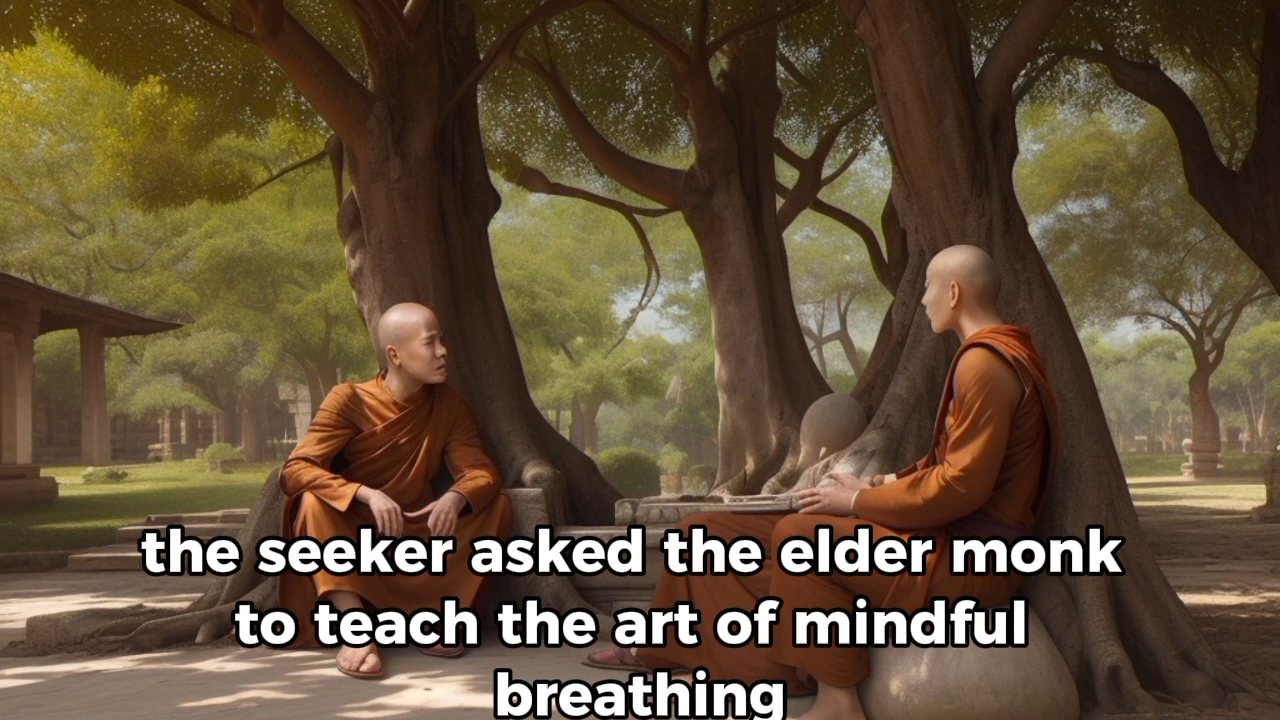 the seeker asked the elder monk
to teach the art of mindful
breathing